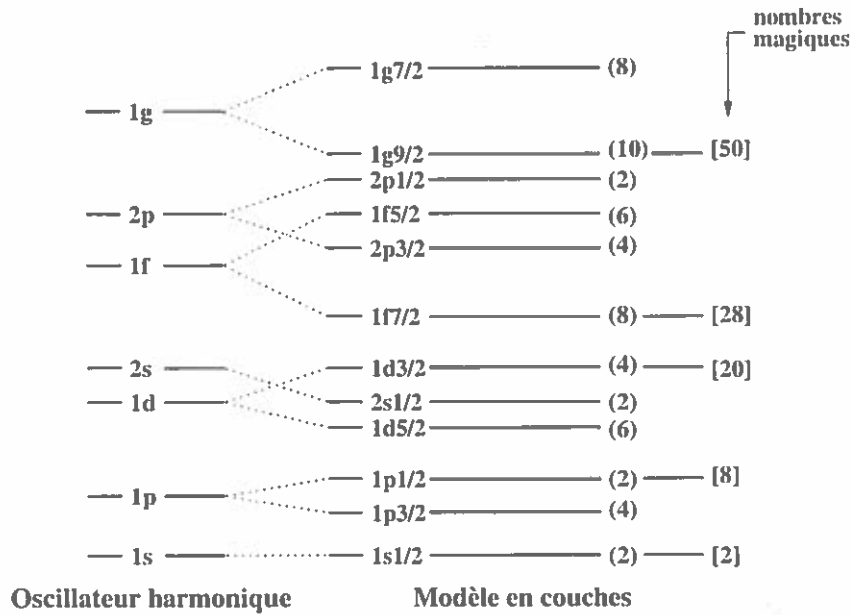 nombres
magiques
1g7/2 (8)
1g
1g9/2 (10) [50]
2p1/2 (2)
2p 1f5/2 (6)
2p3/2 (4)
1f
1f7/2 (8) [28]
2s 1d3/2 (4) [20]
1d 2s1/2 (2)
1d5/2 (6)
1p1/2 (2) [8]
1p
1p3/2 (4)
1s 1s1/2 (2) [2]
Oscillateur harmonique Modèle en couches